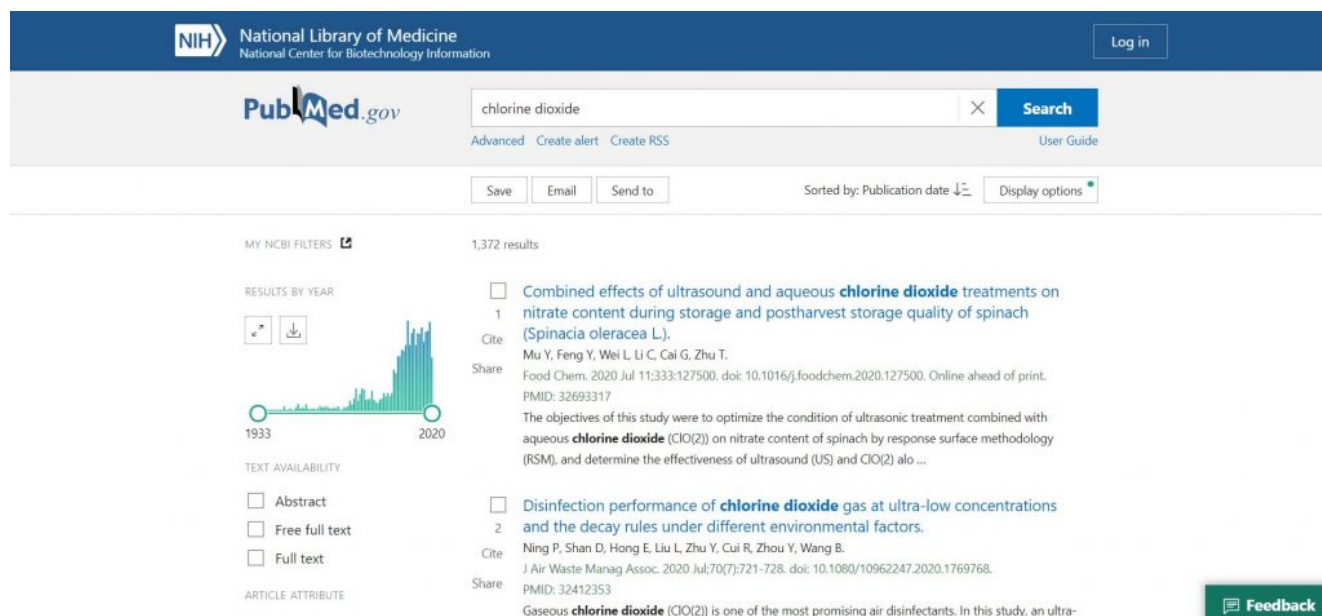 NIH National Library of Medicine
National Center for Biotechnology Information
Log in
PubMed.gov
chlorine dioxide
Search
Advanced Create alert Create RSS
User Guide
Save Email Send to
Sorted by: Publication date
Display options
MY NCBI FILTERS
1,372 results
RESULTS BY YEAR
1933 2020
TEXT AVAILABILITY
Abstract
Free full text
Full text
ARTICLE ATTRIBUTE
1
Cite
Share
Combined effects of ultrasound and aqueous chlorine dioxide treatments on
nitrate content during storage and postharvest storage quality of spinach
(Spinacia oleracea L.).
Mu Y, Feng Y, Wei L, Li C, Cai G, Zhu T.
Food Chem. 2020 Jul 11;333:127500. doi: 10.1016/j.foodchem.2020.127500. Online ahead of print.
PMID: 32693317
The objectives of this study were to optimize the condition of ultrasonic treatment combined with
aqueous chlorine dioxide (ClO(2)) on nitrate content of spinach by response surface methodology
(RSM), and determine the effectiveness of ultrasound (US) and ClO(2) alo ...
2
Cite
Share
Disinfection performance of chlorine dioxide gas at ultra-low concentrations
and the decay rules under different environmental factors.
Ning P, Shan D, Hong E, Liu L, Zhu Y, Cui R, Zhou Y, Wang B.
J Air Waste Manag Assoc. 2020 Jul;70(7):721-728. doi: 10.1080/10962247.2020.1769768.
PMID: 32412353
Gaseous chlorine dioxide (ClO(2)) is one of the most promising air disinfectants. In this study, an ultra-
Feedback